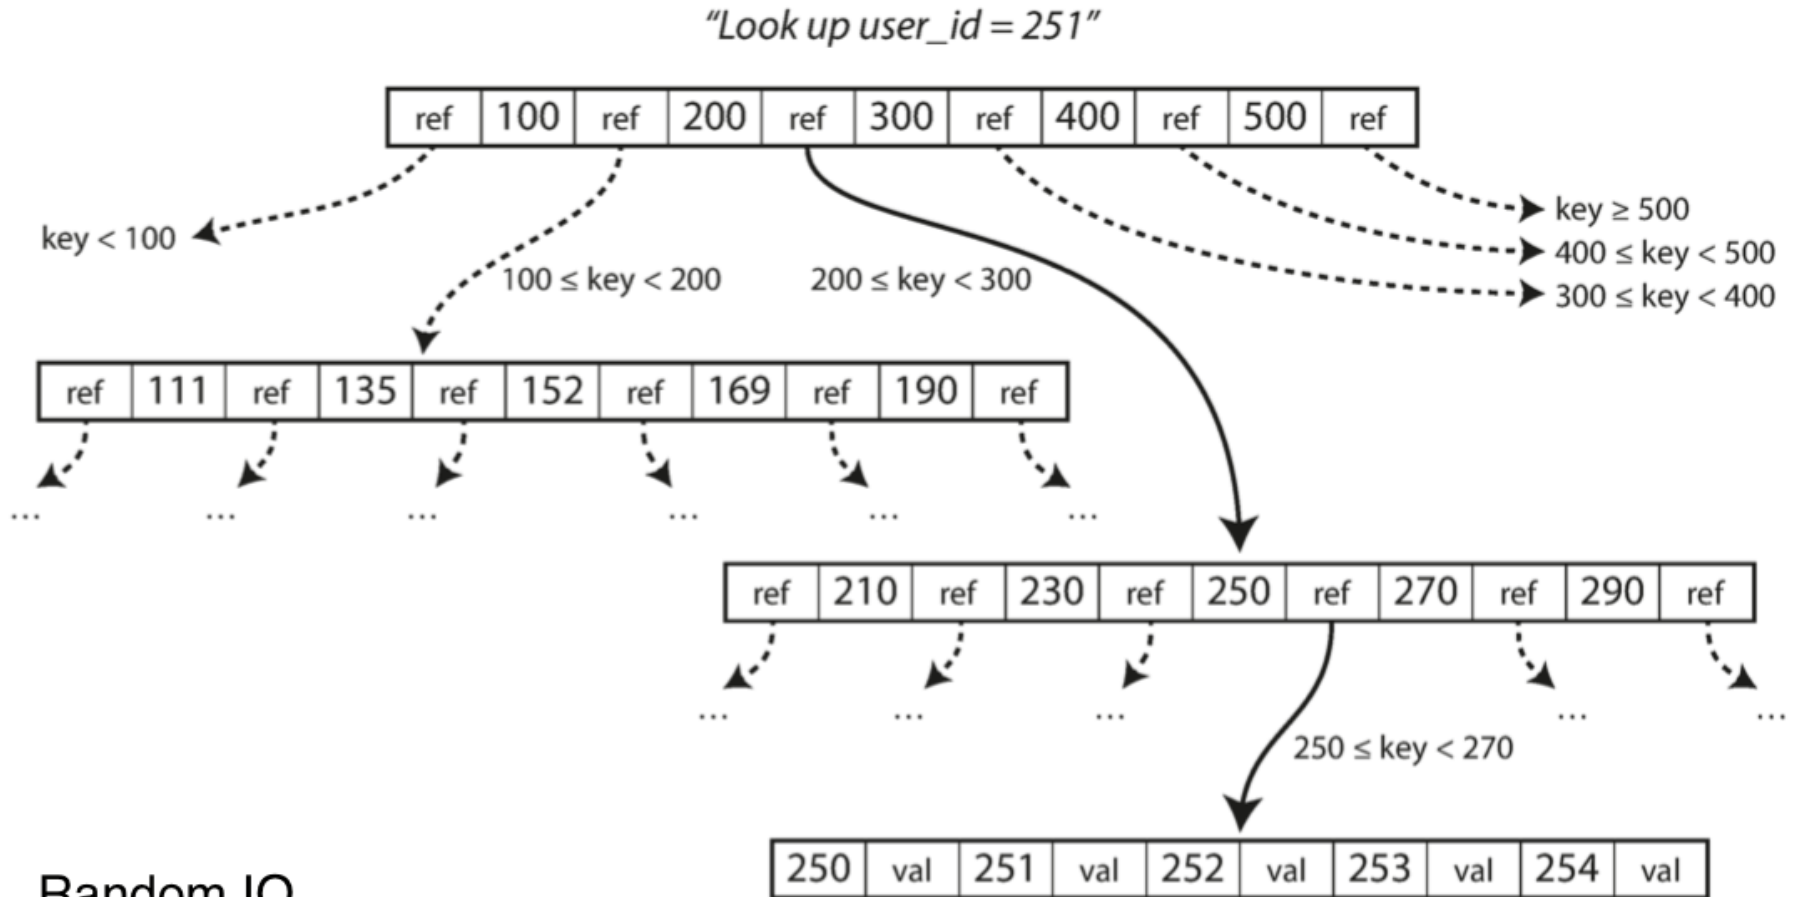 “Look up user_id = 251”
ref 100 ref 200 ref 300 ref 400 ref 500 ref
key < 100
key ≥ 500
400 ≤ key < 500
300 ≤ key < 400
100 ≤ key < 200
200 ≤ key < 300
ref 111 ref 135 ref 152 ref 169 ref 190 ref
... ... ... ... ... ...
ref 210 ref 230 ref 250 ref 270 ref 290 ref
... ... ... ... ...
250 ≤ key < 270
250 val 251 val 252 val 253 val 254 val
Random IO